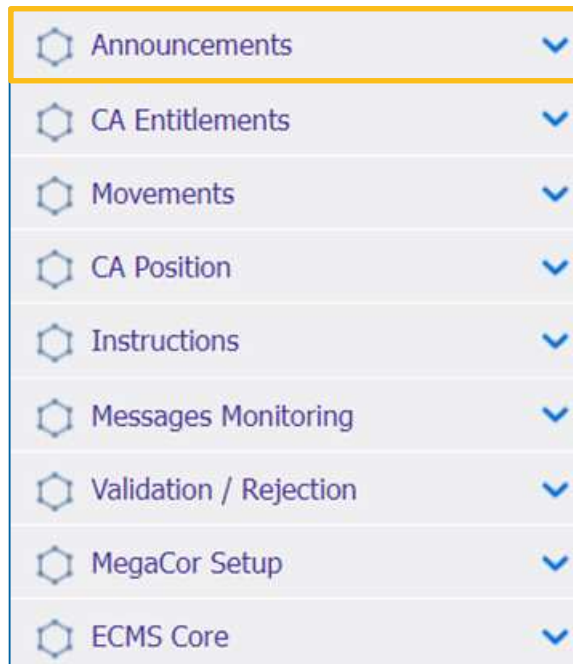 Announcements
CA Entitlements
Movements
CA Position
Instructions
Messages Monitoring
Validation / Rejection
MegaCor Setup
ECMS Core